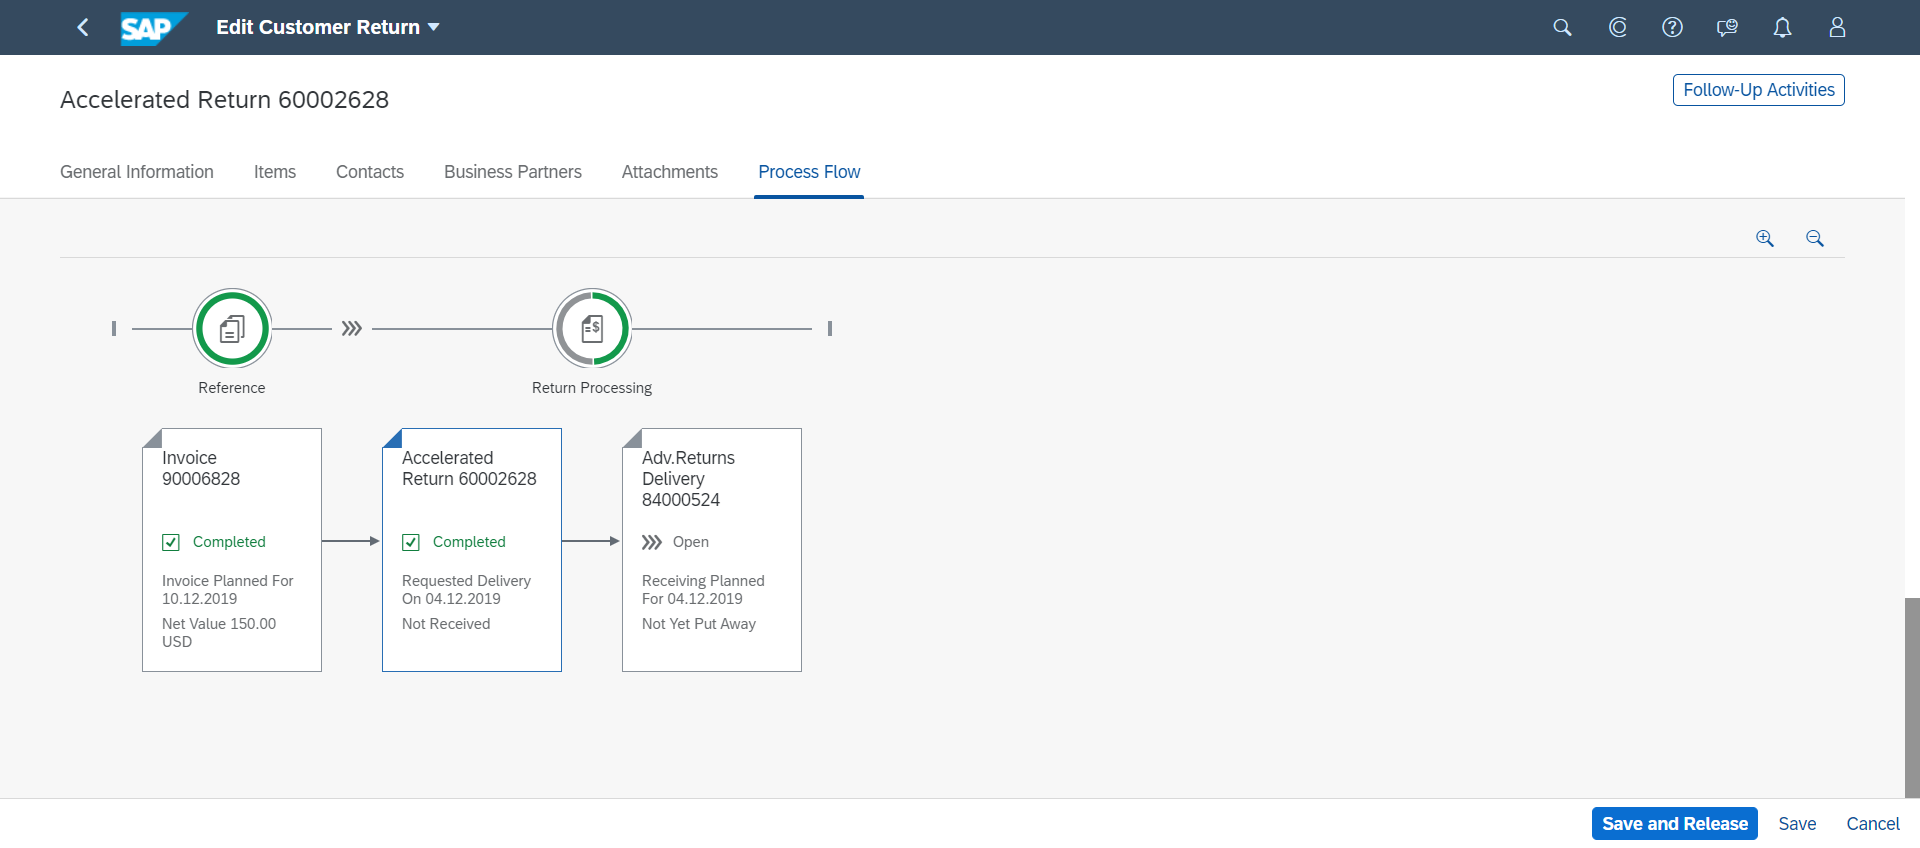 SAP
Edit Customer Return
Accelerated Return 60002628
Follow-Up Activities
General Information
Items
Contacts
Business Partners
Attachments
Process Flow
Reference
Return Processing
Invoice
90006828
Completed
Invoice Planned For
10.12.2019
Net Value 150.00
USD
Accelerated
Return 60002628
Completed
Requested Delivery
On 04.12.2019
Not Received
Adv.Returns
Delivery
84000524
Open
Receiving Planned
For 04.12.2019
Not Yet Put Away
Save and Release
Save
Cancel